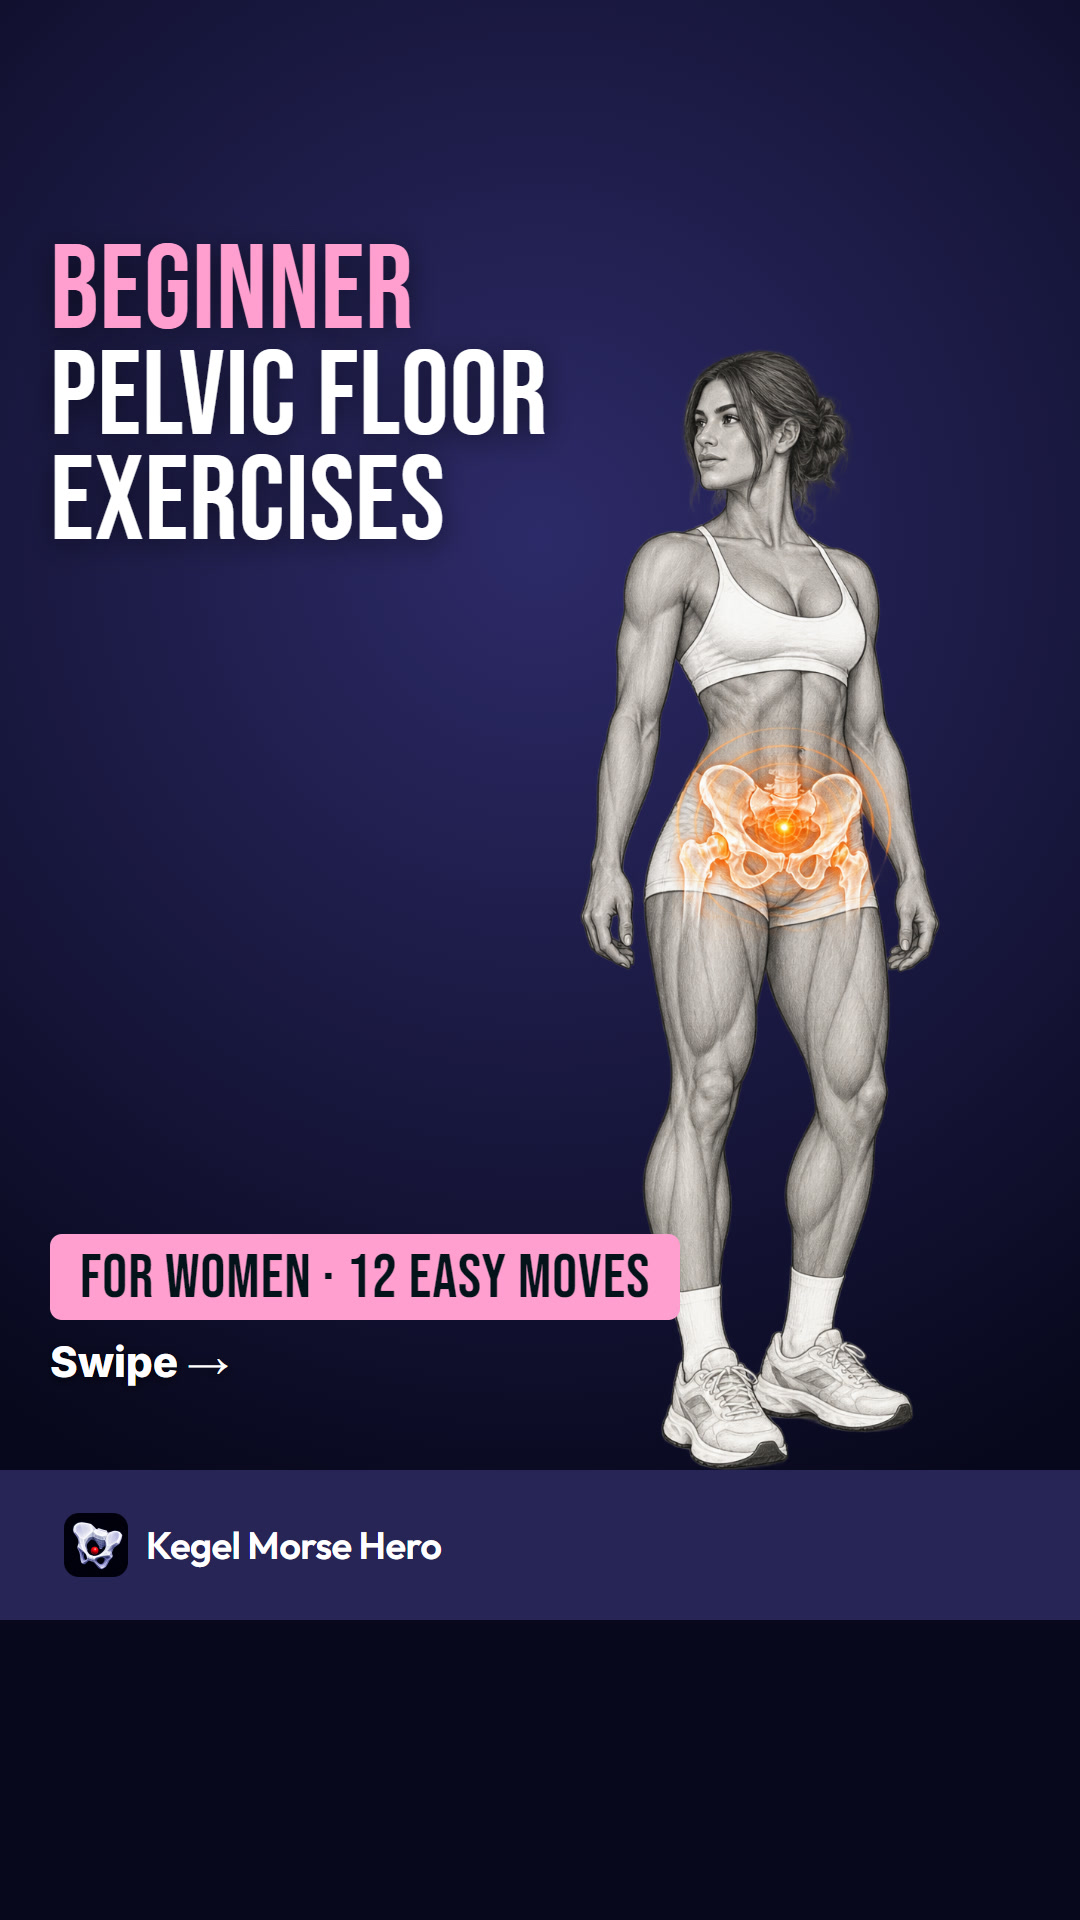 BEGINNER
PELVIC FLOOR
EXERCISES
FOR WOMEN · 12 EASY MOVES
Swipe →
Kegel Morse Hero